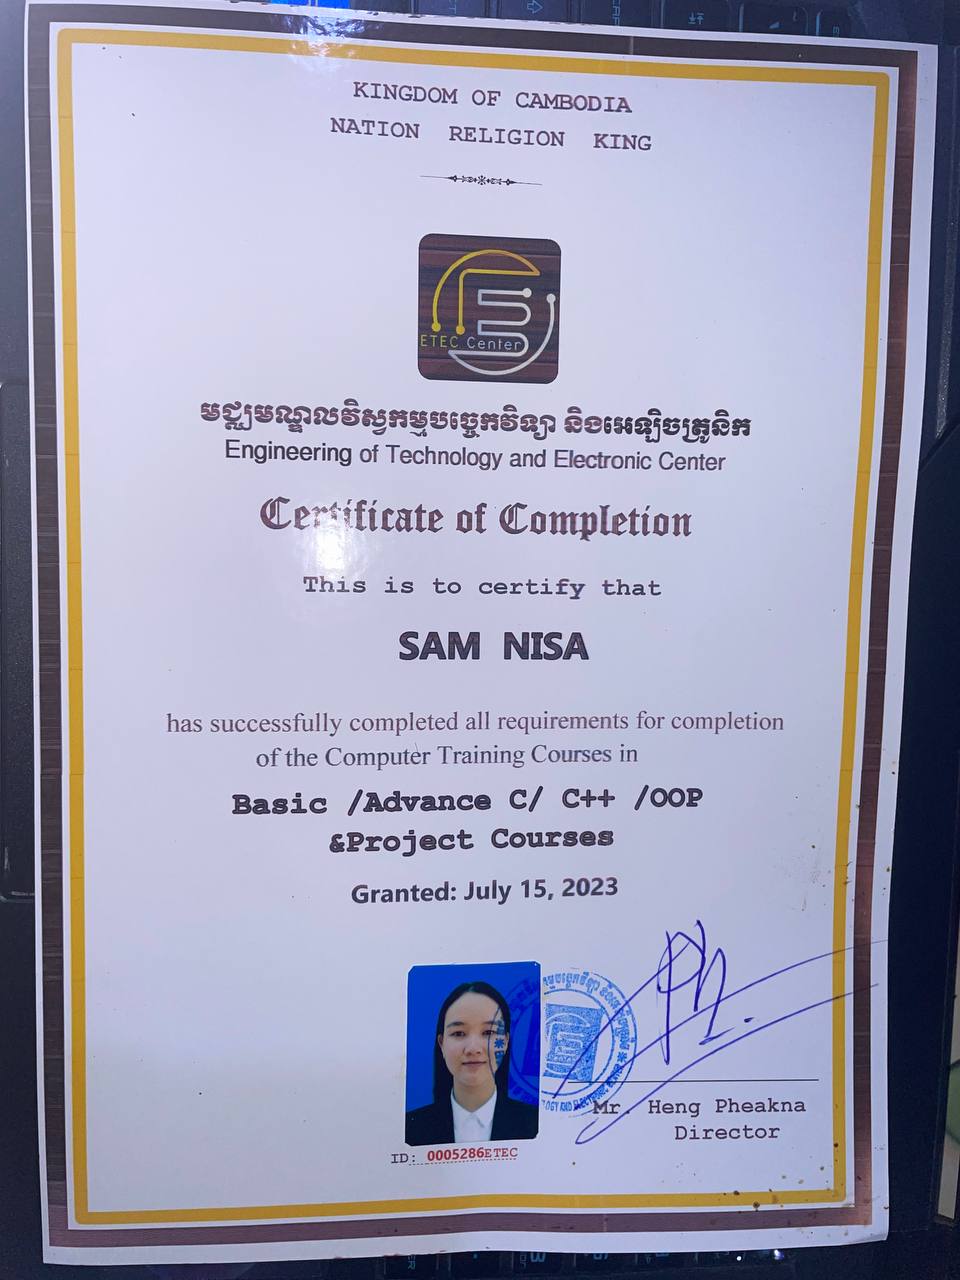 KINGDOM OF CAMBODIA
NATION RELIGION KING
ETEC Center
មជ្ឈមណ្ឌលវិស្វកម្មបច្ចេកវិទ្យា និងអេឡិចត្រូនិក
Engineering of Technology and Electronic Center
Certificate of Completion
This is to certify that
SAM NISA
has successfully completed all requirements for completion
of the Computer Training Courses in
Basic /Advance C/ C++ /OOP
&Project Courses
Granted: July 15, 2023
Mr. Heng Pheakna
Director
ID: 0005286ETEC